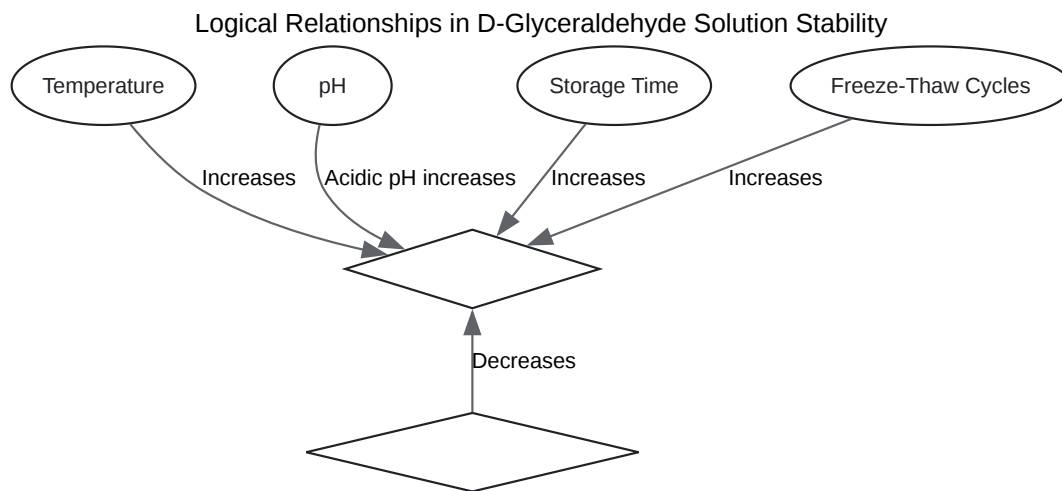 Logical Relationships in D-Glyceraldehyde Solution Stability
Temperature
pH
Storage Time
Freeze-Thaw Cycles
Increases
Acidic pH increases
Increases
Increases
Decreases